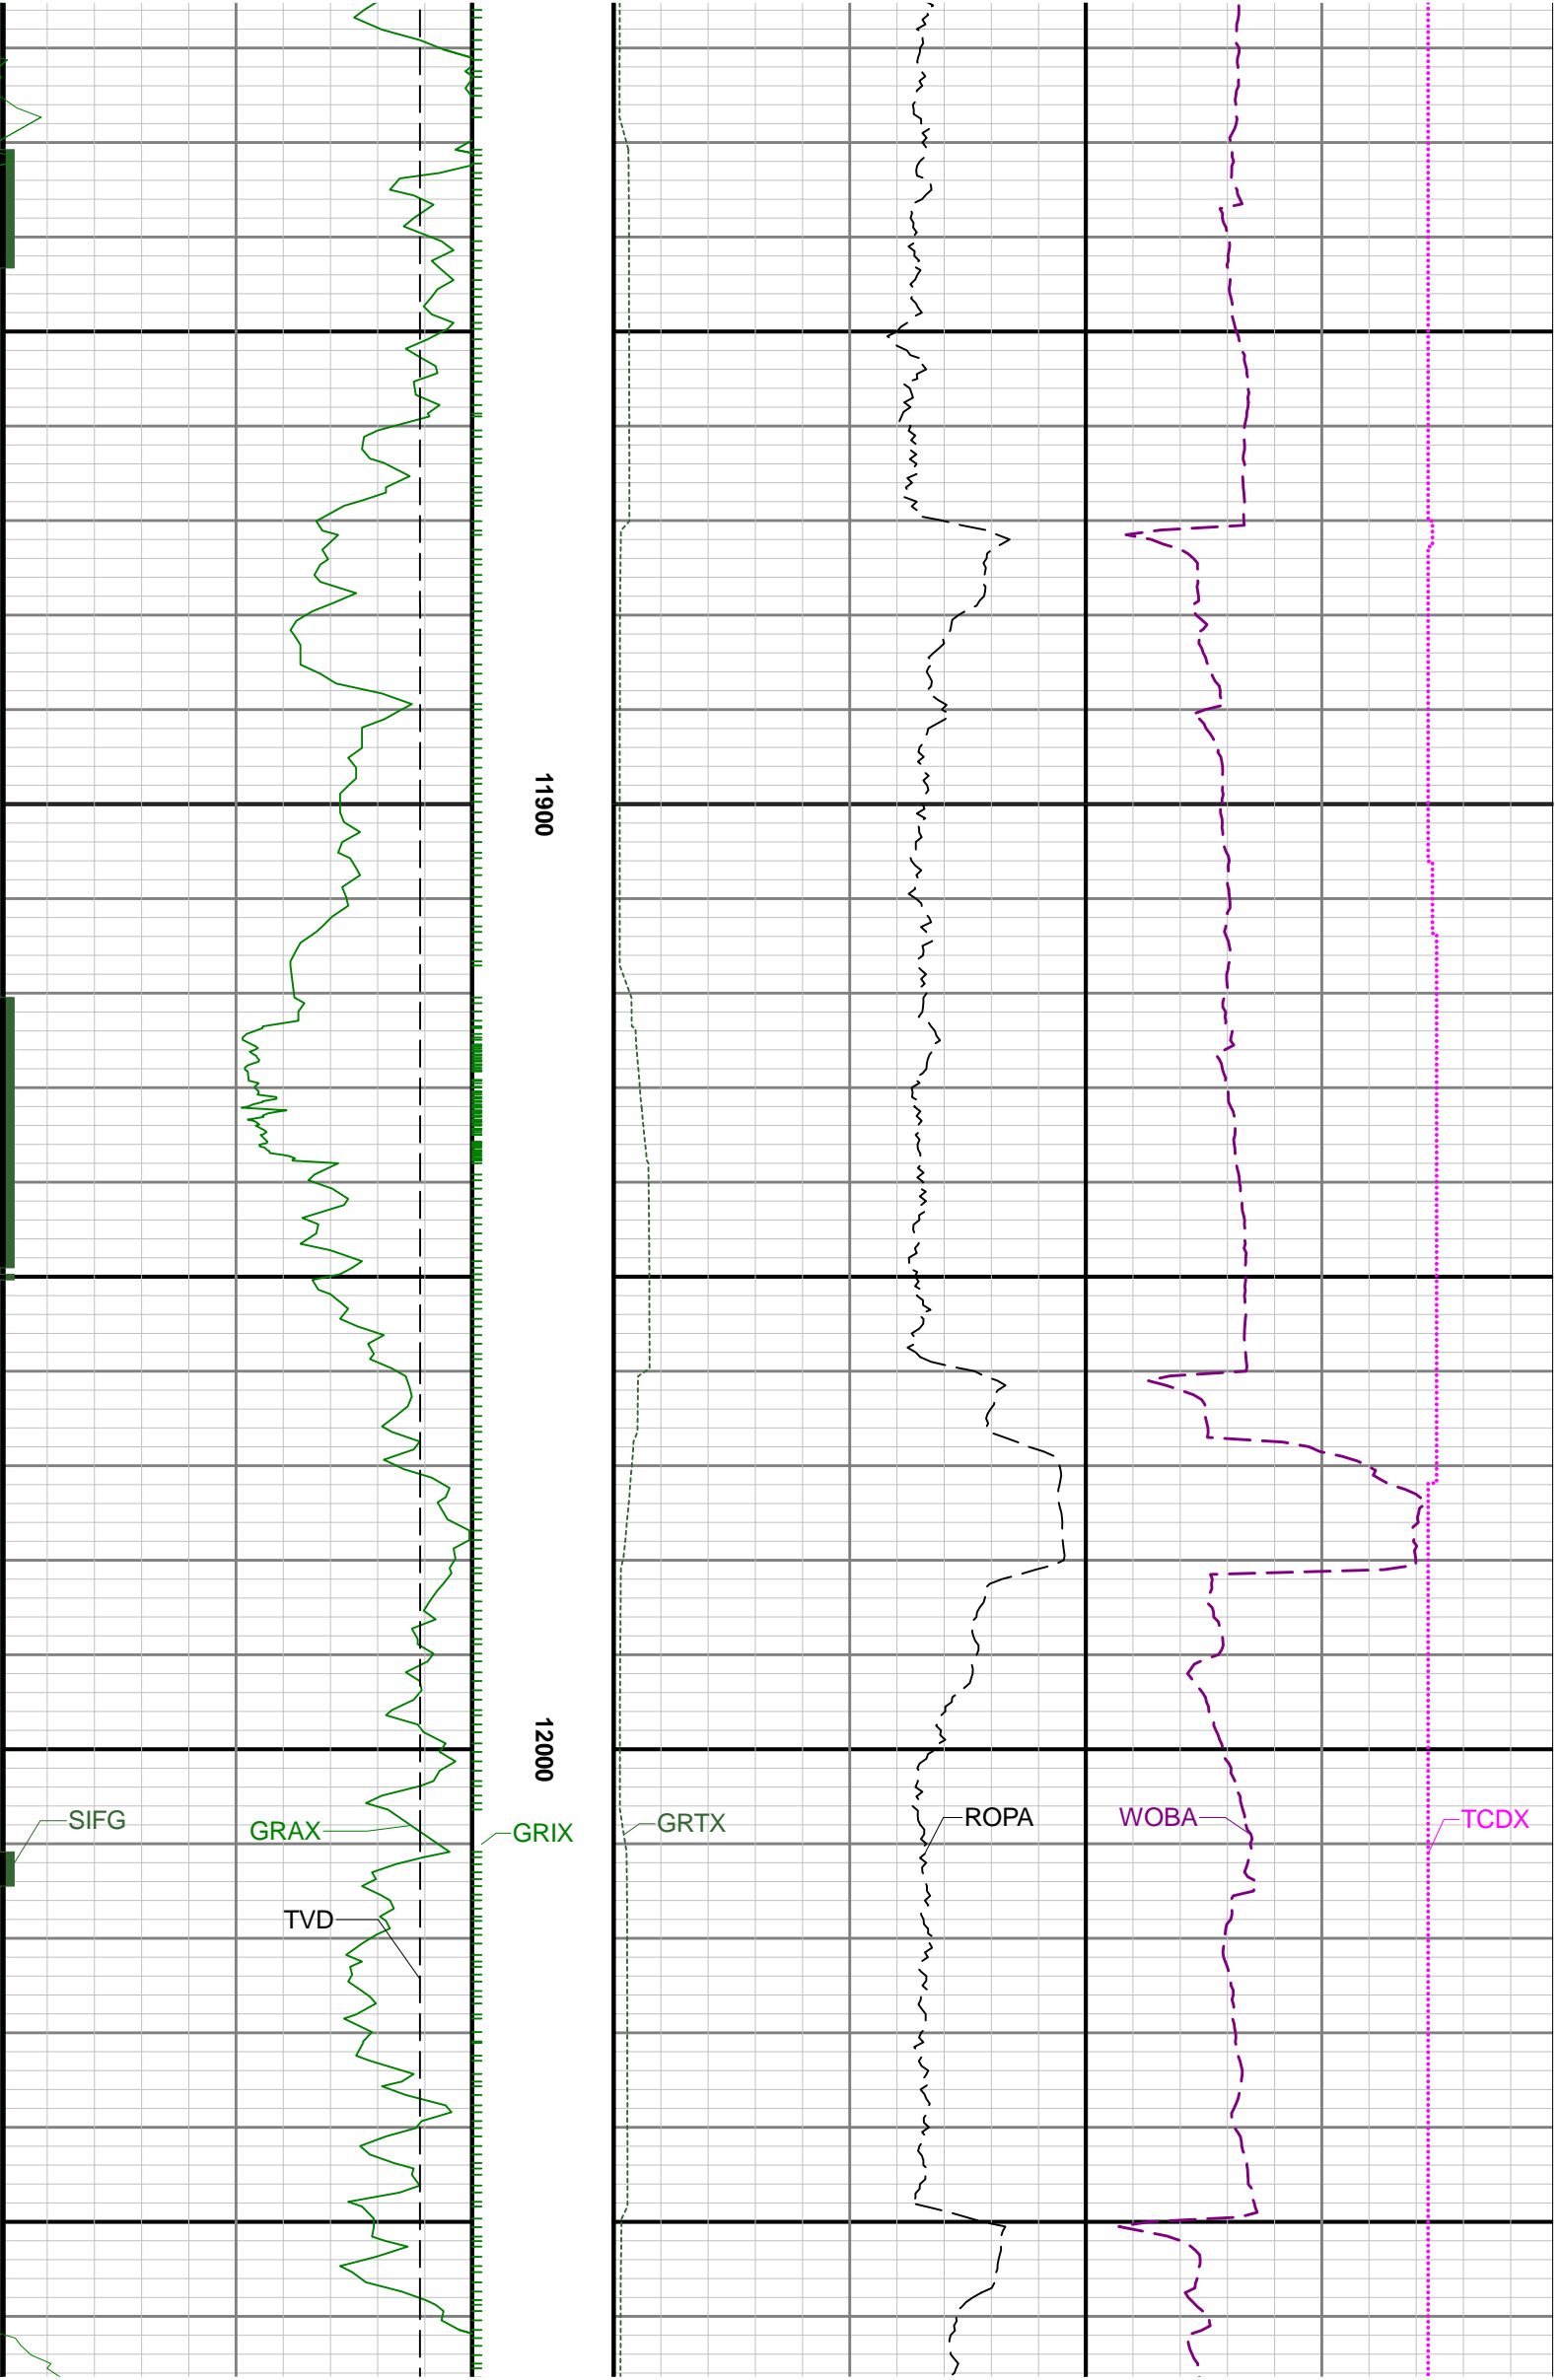 11900
12000
SIFG
GRAX
GRIX
GRTX
ROPA
WOBA
TCDX
TVD